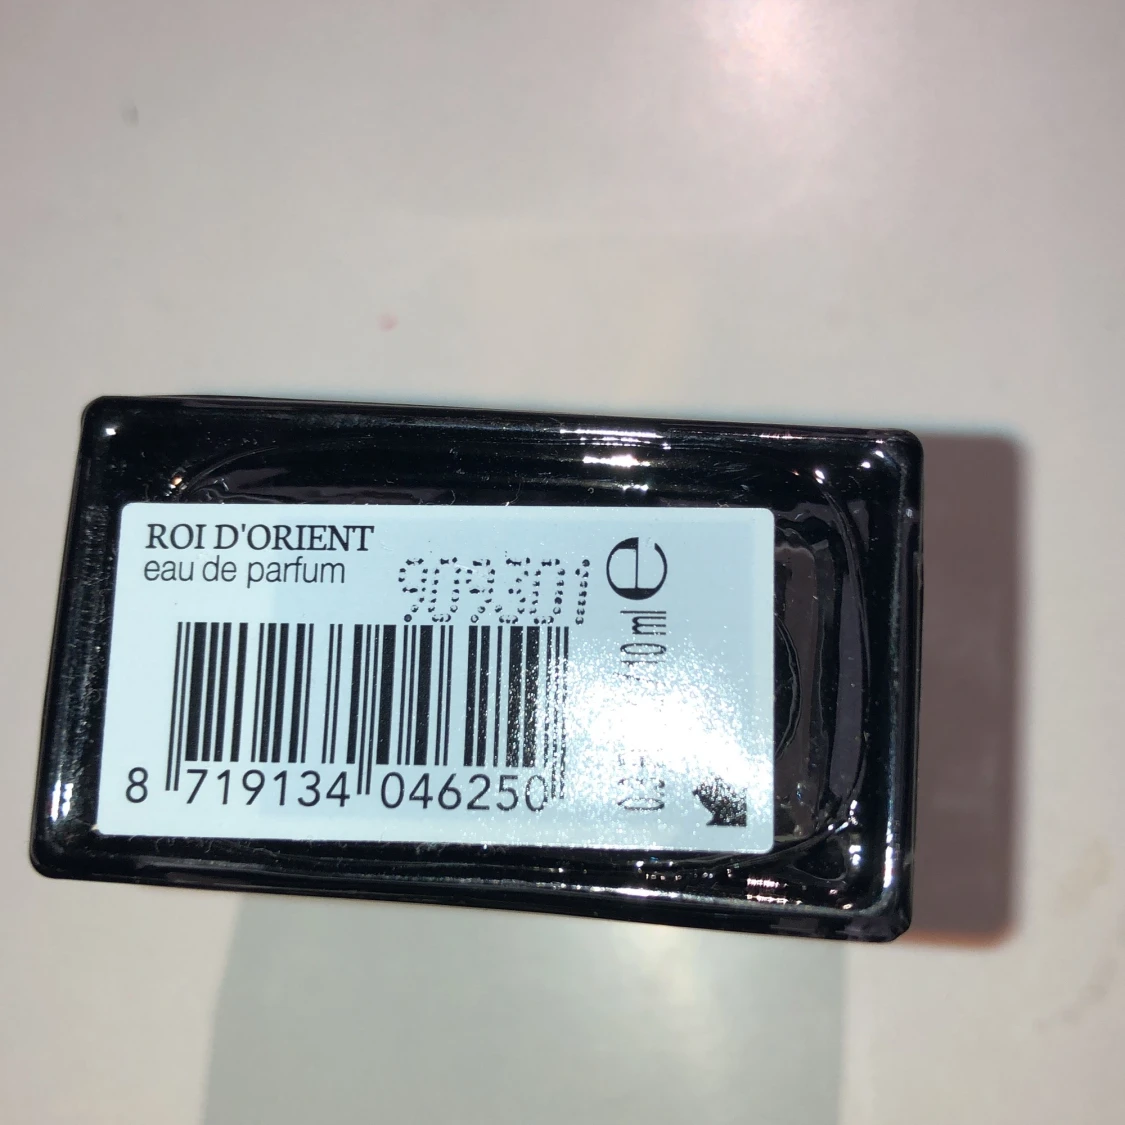 ROI D'ORIENT
eau de parfum
909301
8 719134 046250
10 ml
e